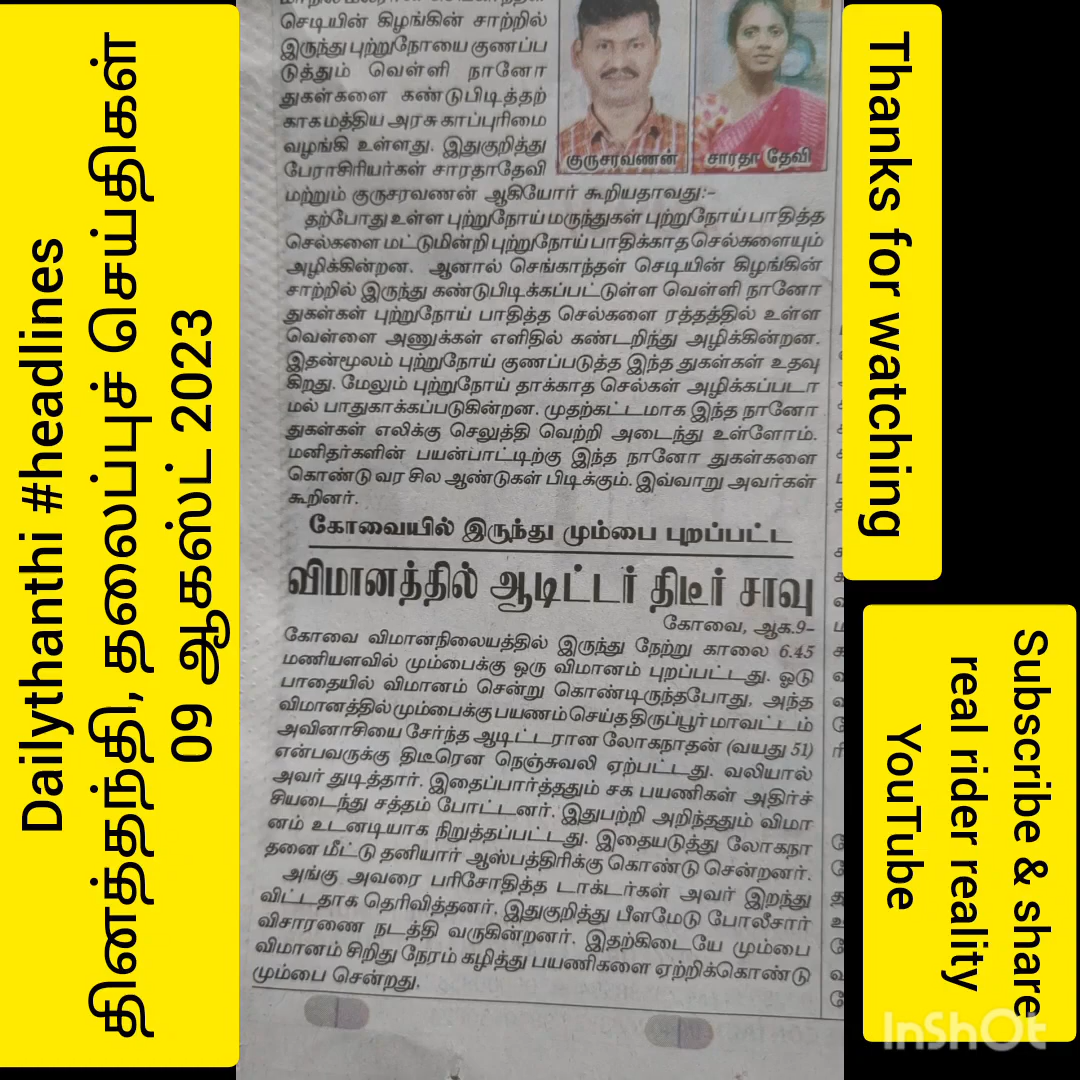 Dailythanthi #headlines
தினத்தந்தி, தலைப்புச் செய்திகள்
09 ஆகஸ்ட் 2023
செடியின் கிழங்கின் சாற்றில்
இருந்து புற்றுநோயை குணப்ப
டுத்தும் வெள்ளி நானோ
துகள்களை கண்டுபிடித்தற்
காக மத்திய அரசு காப்புரிமை
வழங்கி உள்ளது. இதுகுறித்து
பேராசிரியர்கள் சாரதாதேவி
மற்றும் குருசரவணன் ஆகியோர் கூறியதாவது:-
குருசரவணன்
சாரதா தேவி
தற்போது உள்ள புற்றுநோய் மருந்துகள் புற்றுநோய் பாதித்த
செல்களை மட்டுமின்றி புற்றுநோய் பாதிக்காத செல்களையும்
அழிக்கின்றன. ஆனால் செங்காந்தள் செடியின் கிழங்கின்
சாற்றில் இருந்து கண்டுபிடிக்கப்பட்டுள்ள வெள்ளி நானோ
துகள்கள் புற்றுநோய் பாதித்த செல்களை ரத்தத்தில் உள்ள
வெள்ளை அணுக்கள் எளிதில் கண்டறிந்து அழிக்கின்றன.
இதன்மூலம் புற்றுநோய் குணப்படுத்த இந்த துகள்கள் உதவு
கிறது. மேலும் புற்றுநோய் தாக்காத செல்கள் அழிக்கப்படா
மல் பாதுகாக்கப்படுகின்றன. முதற்கட்டமாக இந்த நானோ
துகள்கள் எலிக்கு செலுத்தி வெற்றி அடைந்து உள்ளோம்.
மனிதர்களின் பயன்பாட்டிற்கு இந்த நானோ துகள்களை
கொண்டு வர சில ஆண்டுகள் பிடிக்கும். இவ்வாறு அவர்கள்
கூறினர்.
கோவையில் இருந்து மும்பை புறப்பட்ட
விமானத்தில் ஆடிட்டர் திடீர் சாவு
கோவை, ஆக.9-
கோவை விமானநிலையத்தில் இருந்து நேற்று காலை 6.45
மணியளவில் மும்பைக்கு ஒரு விமானம் புறப்பட்டது. ஓடு
பாதையில் விமானம் சென்று கொண்டிருந்தபோது, அந்த
விமானத்தில் மும்பைக்கு பயணம் செய்த திருப்பூர் மாவட்டம்
அவினாசியை சேர்ந்த ஆடிட்டரான லோகநாதன் (வயது 51)
என்பவருக்கு திடீரென நெஞ்சுவலி ஏற்பட்டது. வலியால்
அவர் துடித்தார். இதைப்பார்த்ததும் சக பயணிகள் அதிர்ச்
சியடைந்து சத்தம் போட்டனர். இதுபற்றி அறிந்ததும் விமா
னம் உடனடியாக நிறுத்தப்பட்டது. இதையடுத்து லோகநா
தனை மீட்டு தனியார் ஆஸ்பத்திரிக்கு கொண்டு சென்றனர்.
அங்கு அவரை பரிசோதித்த டாக்டர்கள் அவர் இறந்து
விட்டதாக தெரிவித்தனர். இதுகுறித்து பீளமேடு போலீசார்
விசாரணை நடத்தி வருகின்றனர். இதற்கிடையே மும்பை
விமானம் சிறிது நேரம் கழித்து பயணிகளை ஏற்றிக்கொண்டு
மும்பை சென்றது.
Thanks for watching
Subscribe & share
real rider reality
YouTube
InShOt